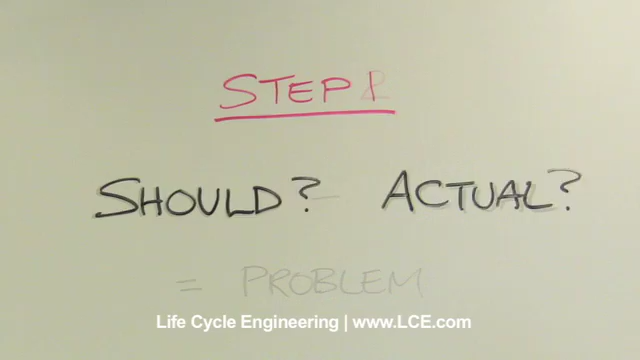 STEP
SHOULD? ACTUAL?
= PROBLEM
Life Cycle Engineering | www.LCE.com